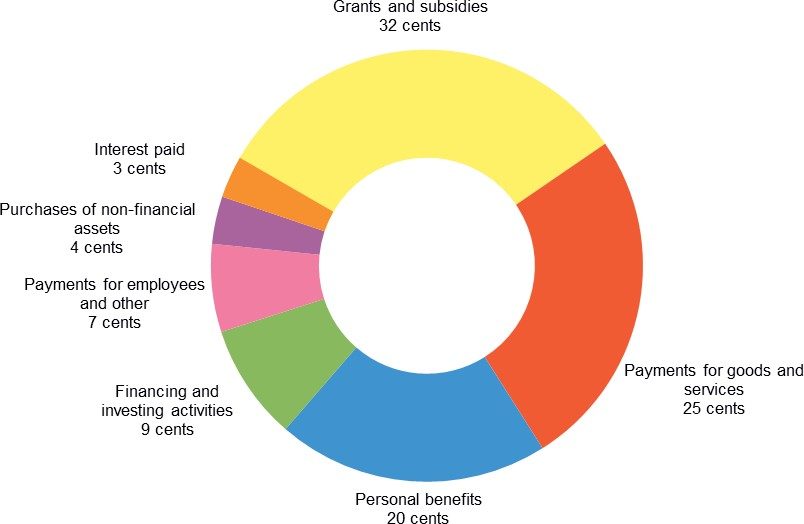 Grants and subsidies
32 cents
Interest paid
3 cents
Purchases of non-financial
assets
4 cents
Payments for employees
and other
7 cents
Payments for goods and
services
25 cents
Financing and
investing activities
9 cents
Personal benefits
20 cents